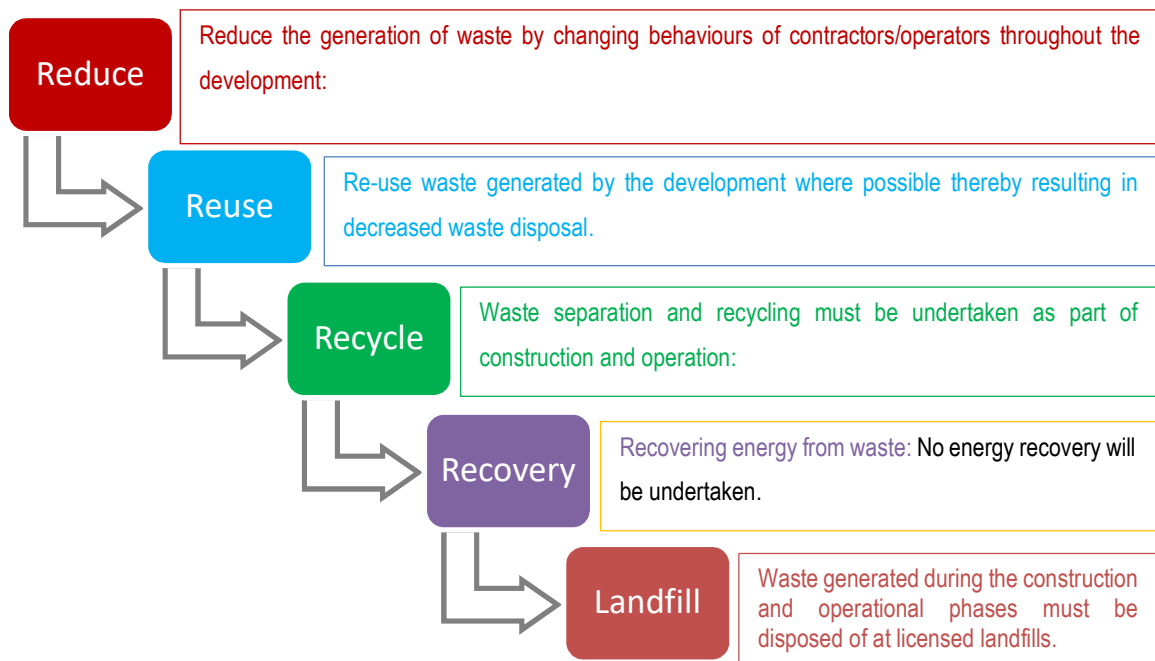 Reduce
Reduce the generation of waste by changing behaviours of contractors/operators throughout the
development:
Reuse
Re-use waste generated by the development where possible thereby resulting in
decreased waste disposal.
Recycle
Waste separation and recycling must be undertaken as part of
construction and operation:
Recovery
Recovering energy from waste: No energy recovery will
be undertaken.
Landfill
Waste generated during the construction
and operational phases must be
disposed of at licensed landfills.